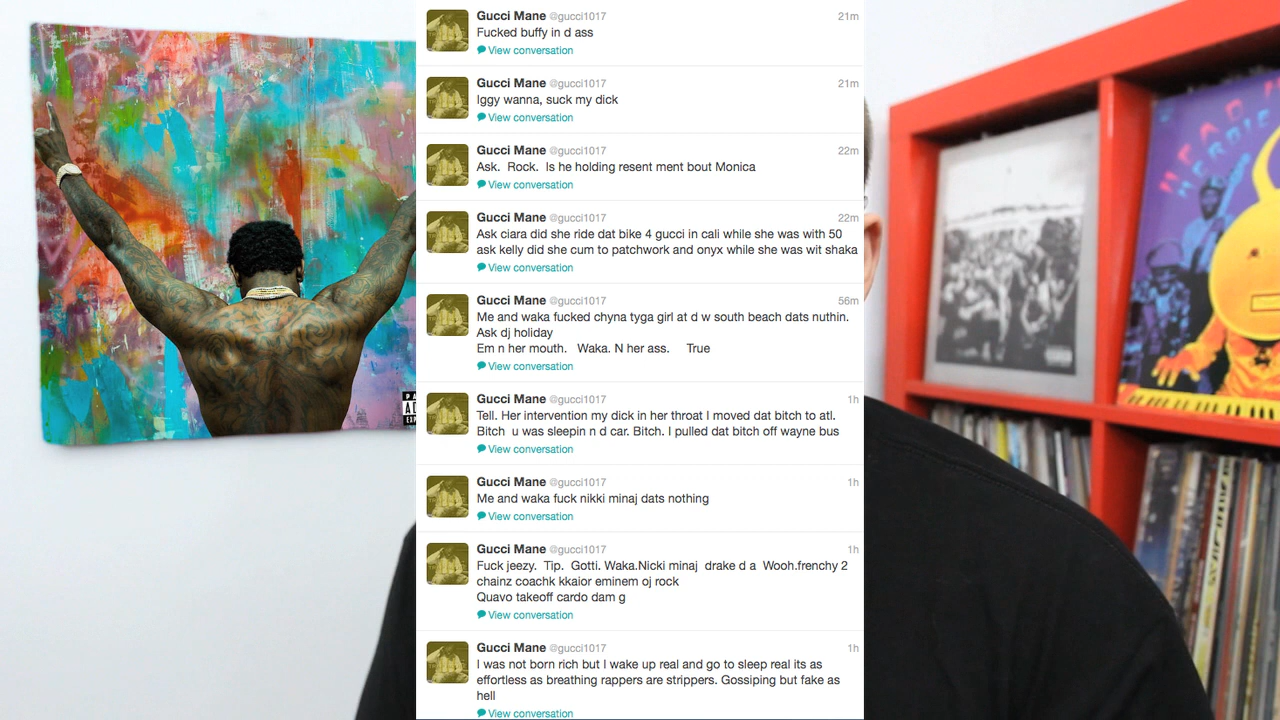 Gucci Mane @gucci1017 21m
Fucked buffy in d ass
View conversation
Gucci Mane @gucci1017 21m
Iggy wanna, suck my dick
View conversation
Gucci Mane @gucci1017 22m
Ask. Rock. Is he holding resent ment bout Monica
View conversation
Gucci Mane @gucci1017 22m
Ask ciara did she ride dat bike 4 gucci in cali while she was with 50
ask kelly did she cum to patchwork and onyx while she was wit shaka
View conversation
Gucci Mane @gucci1017 56m
Me and waka fucked chyna tyga girl at d w south beach dats nuthin.
Ask dj holiday
Em n her mouth. Waka. N her ass. True
View conversation
Gucci Mane @gucci1017 1h
Tell. Her intervention my dick in her throat I moved dat bitch to atl.
Bitch u was sleepin n d car. Bitch. I pulled dat bitch off wayne bus
View conversation
Gucci Mane @gucci1017 1h
Me and waka fuck nikki minaj dats nothing
View conversation
Gucci Mane @gucci1017 1h
Fuck jeezy. Tip. Gotti. Waka.Nicki minaj drake d a Wooh.frenchy 2
chainz coachk kkaior eminem oj rock
Quavo takeoff cardo dam g
View conversation
Gucci Mane @gucci1017 1h
I was not born rich but I wake up real and go to sleep real its as
effortless as breathing rappers are strippers. Gossiping but fake as
hell
View conversation